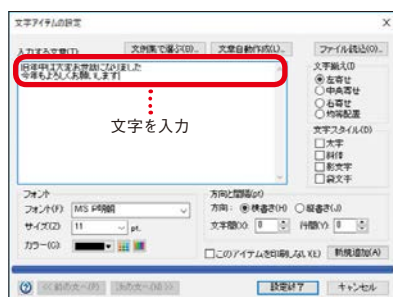 文字アイテムの設定
入力する文章(T)
文例集で選ぶ(B)..
文章自動作成(L)..
ファイル読込(O)..
旧年中は大変お世話になりました
今年もよろしくお願いします
文字を入力
文字揃え(J)
左寄せ
中央寄せ
右寄せ
均等配置
文字スタイル(D)
太字
斜体
影文字
袋文字
フォント
フォント(F) MS P明朝
サイズ(Z) 11 pt.
カラー(G)
方向と間隔(pt)
方向: 横書き(H) 縦書き(J)
文字間(X) 0 行間(Y) 0
このアイテムを印刷しない(E)
新規追加(A)
<<前の文へ(P)
次の文へ(N)>>
設定終了
キャンセル